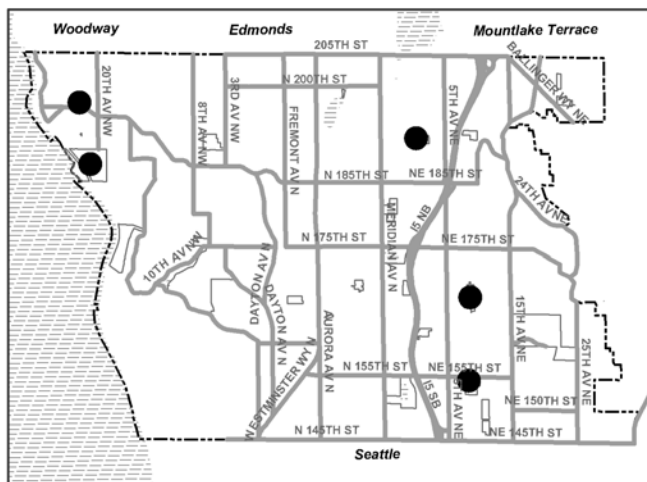 Woodway
Edmonds
Mountlake Terrace
205TH ST
BALLINGER WY NE
N 200TH ST
20TH AV NW
8TH AV NW
3RD AV NW
FREMONT AV N
5TH AV NE
N 185TH ST
NE 185TH ST
24TH AV NE
MERIDIAN AV N
I5 NB
10TH AV NW
N 175TH ST
NE 175TH ST
DAYTON AV N
DAYTON AV N
AURORA AV N
15TH AV NE
WESTMINSTER WY N
N 155TH ST
NE 155TH ST
25TH AV NE
I5 SB
5TH AV NE
NE 150TH ST
N 145TH ST
NE 145TH ST
Seattle